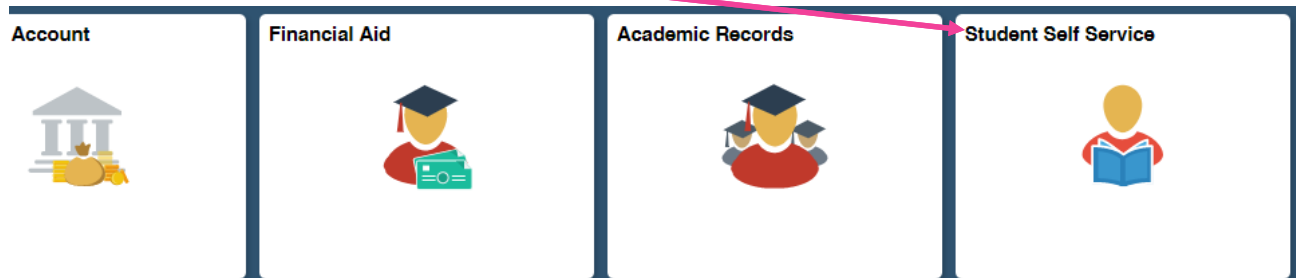 Account
Financial Aid
Academic Records
Student Self Service